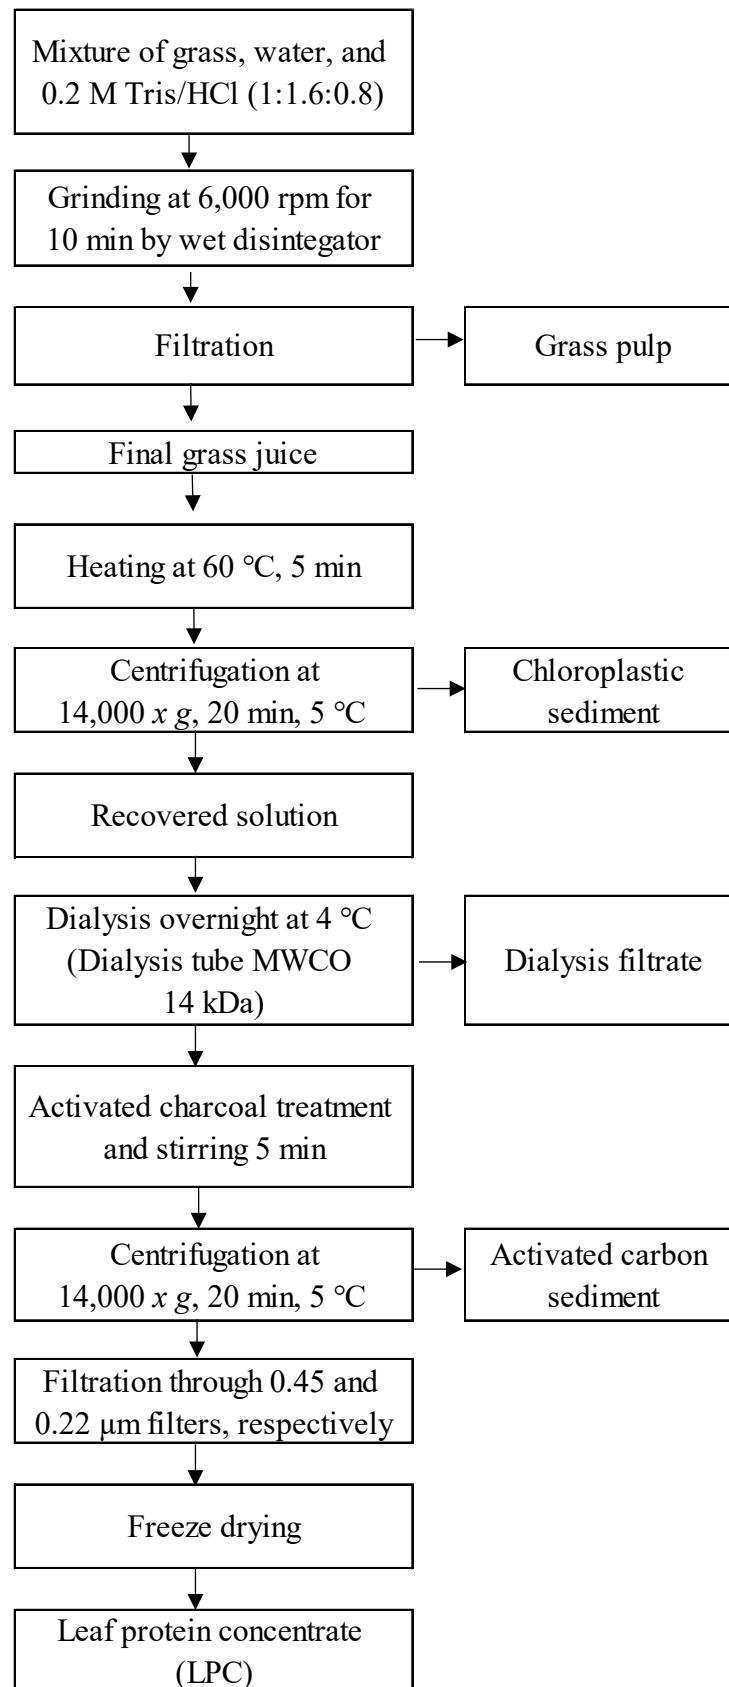 Mixture of grass, water, and
0.2 M Tris/HCl (1:1.6:0.8)
Grinding at 6,000 rpm for
10 min by wet disintegator
Filtration
Grass pulp
Final grass juice
Heating at 60 °C, 5 min
Centrifugation at
14,000 x g, 20 min, 5 °C
Chloroplastic
sediment
Recovered solution
Dialysis overnight at 4 °C
(Dialysis tube MWCO
14 kDa)
Dialysis filtrate
Activated charcoal treatment
and stirring 5 min
Centrifugation at
14,000 x g, 20 min, 5 °C
Activated carbon
sediment
Filtration through 0.45 and
0.22 µm filters, respectively
Freeze drying
Leaf protein concentrate
(LPC)